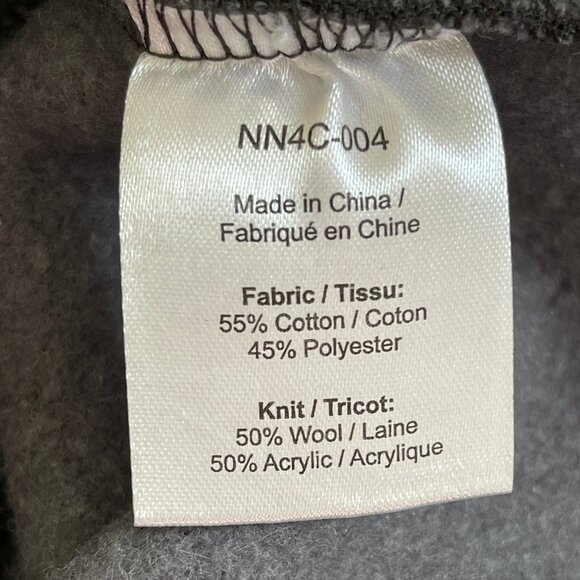 NN4C-004
Made in China /
Fabriqué en Chine
Fabric / Tissu:
55% Cotton / Coton
45% Polyester
Knit / Tricot:
50% Wool / Laine
50% Acrylic / Acrylique